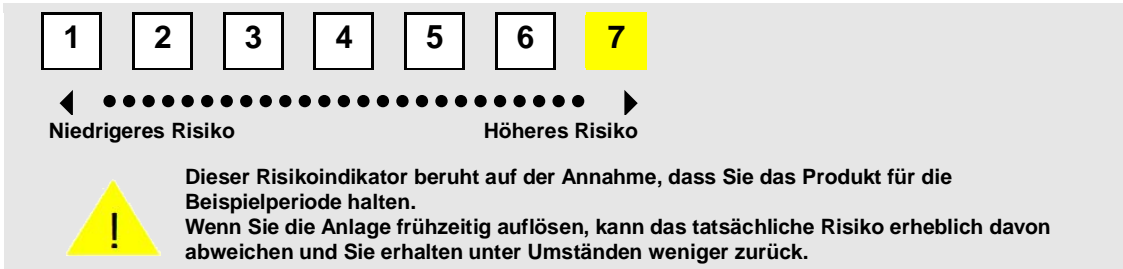 1 2 3 4 5 6 7
Niedrigeres Risiko Höheres Risiko
Dieser Risikoindikator beruht auf der Annahme, dass Sie das Produkt für die
Beispielperiode halten.
Wenn Sie die Anlage frühzeitig auflösen, kann das tatsächliche Risiko erheblich davon
abweichen und Sie erhalten unter Umständen weniger zurück.
!